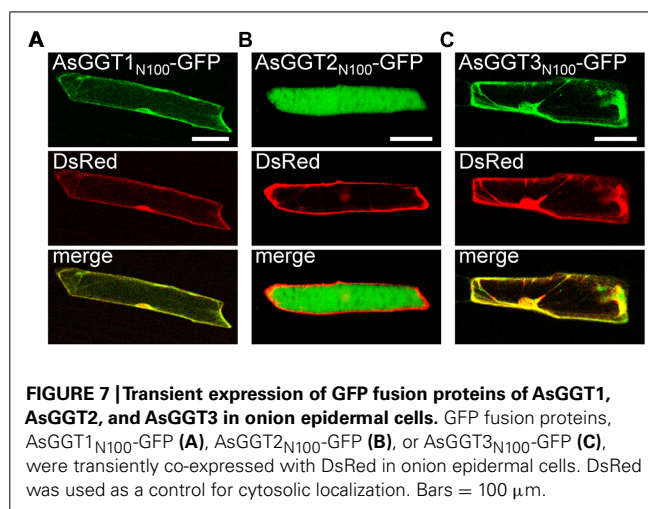 A B C
AsGGT1N100-GFP AsGGT2N100-GFP AsGGT3N100-GFP
DsRed DsRed DsRed
merge merge merge
FIGURE 7 | Transient expression of GFP fusion proteins of AsGGT1,
AsGGT2, and AsGGT3 in onion epidermal cells. GFP fusion proteins,
AsGGT1N100-GFP (A), AsGGT2N100-GFP (B), or AsGGT3N100-GFP (C),
were transiently co-expressed with DsRed in onion epidermal cells. DsRed
was used as a control for cytosolic localization. Bars = 100 μm.